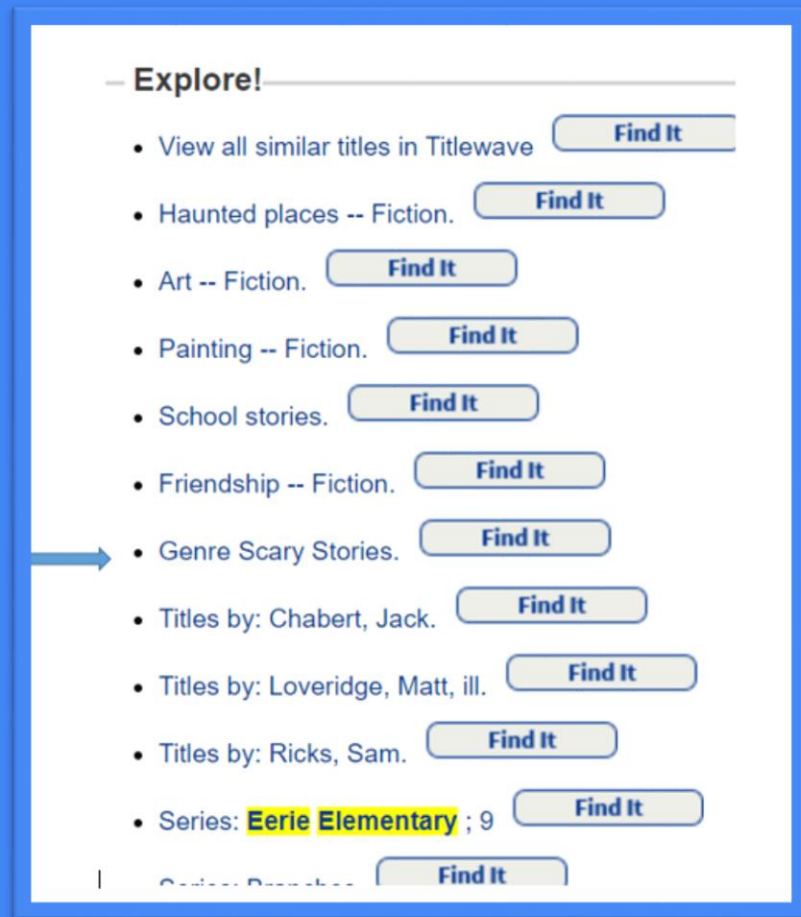 Explore!
View all similar titles in Titlewave Find It
Haunted places -- Fiction. Find It
Art -- Fiction. Find It
Painting -- Fiction. Find It
School stories. Find It
Friendship -- Fiction. Find It
Genre Scary Stories. Find It
Titles by: Chabert, Jack. Find It
Titles by: Loveridge, Matt, ill. Find It
Titles by: Ricks, Sam. Find It
Series: Eerie Elementary ; 9 Find It
Series: Branches Find It